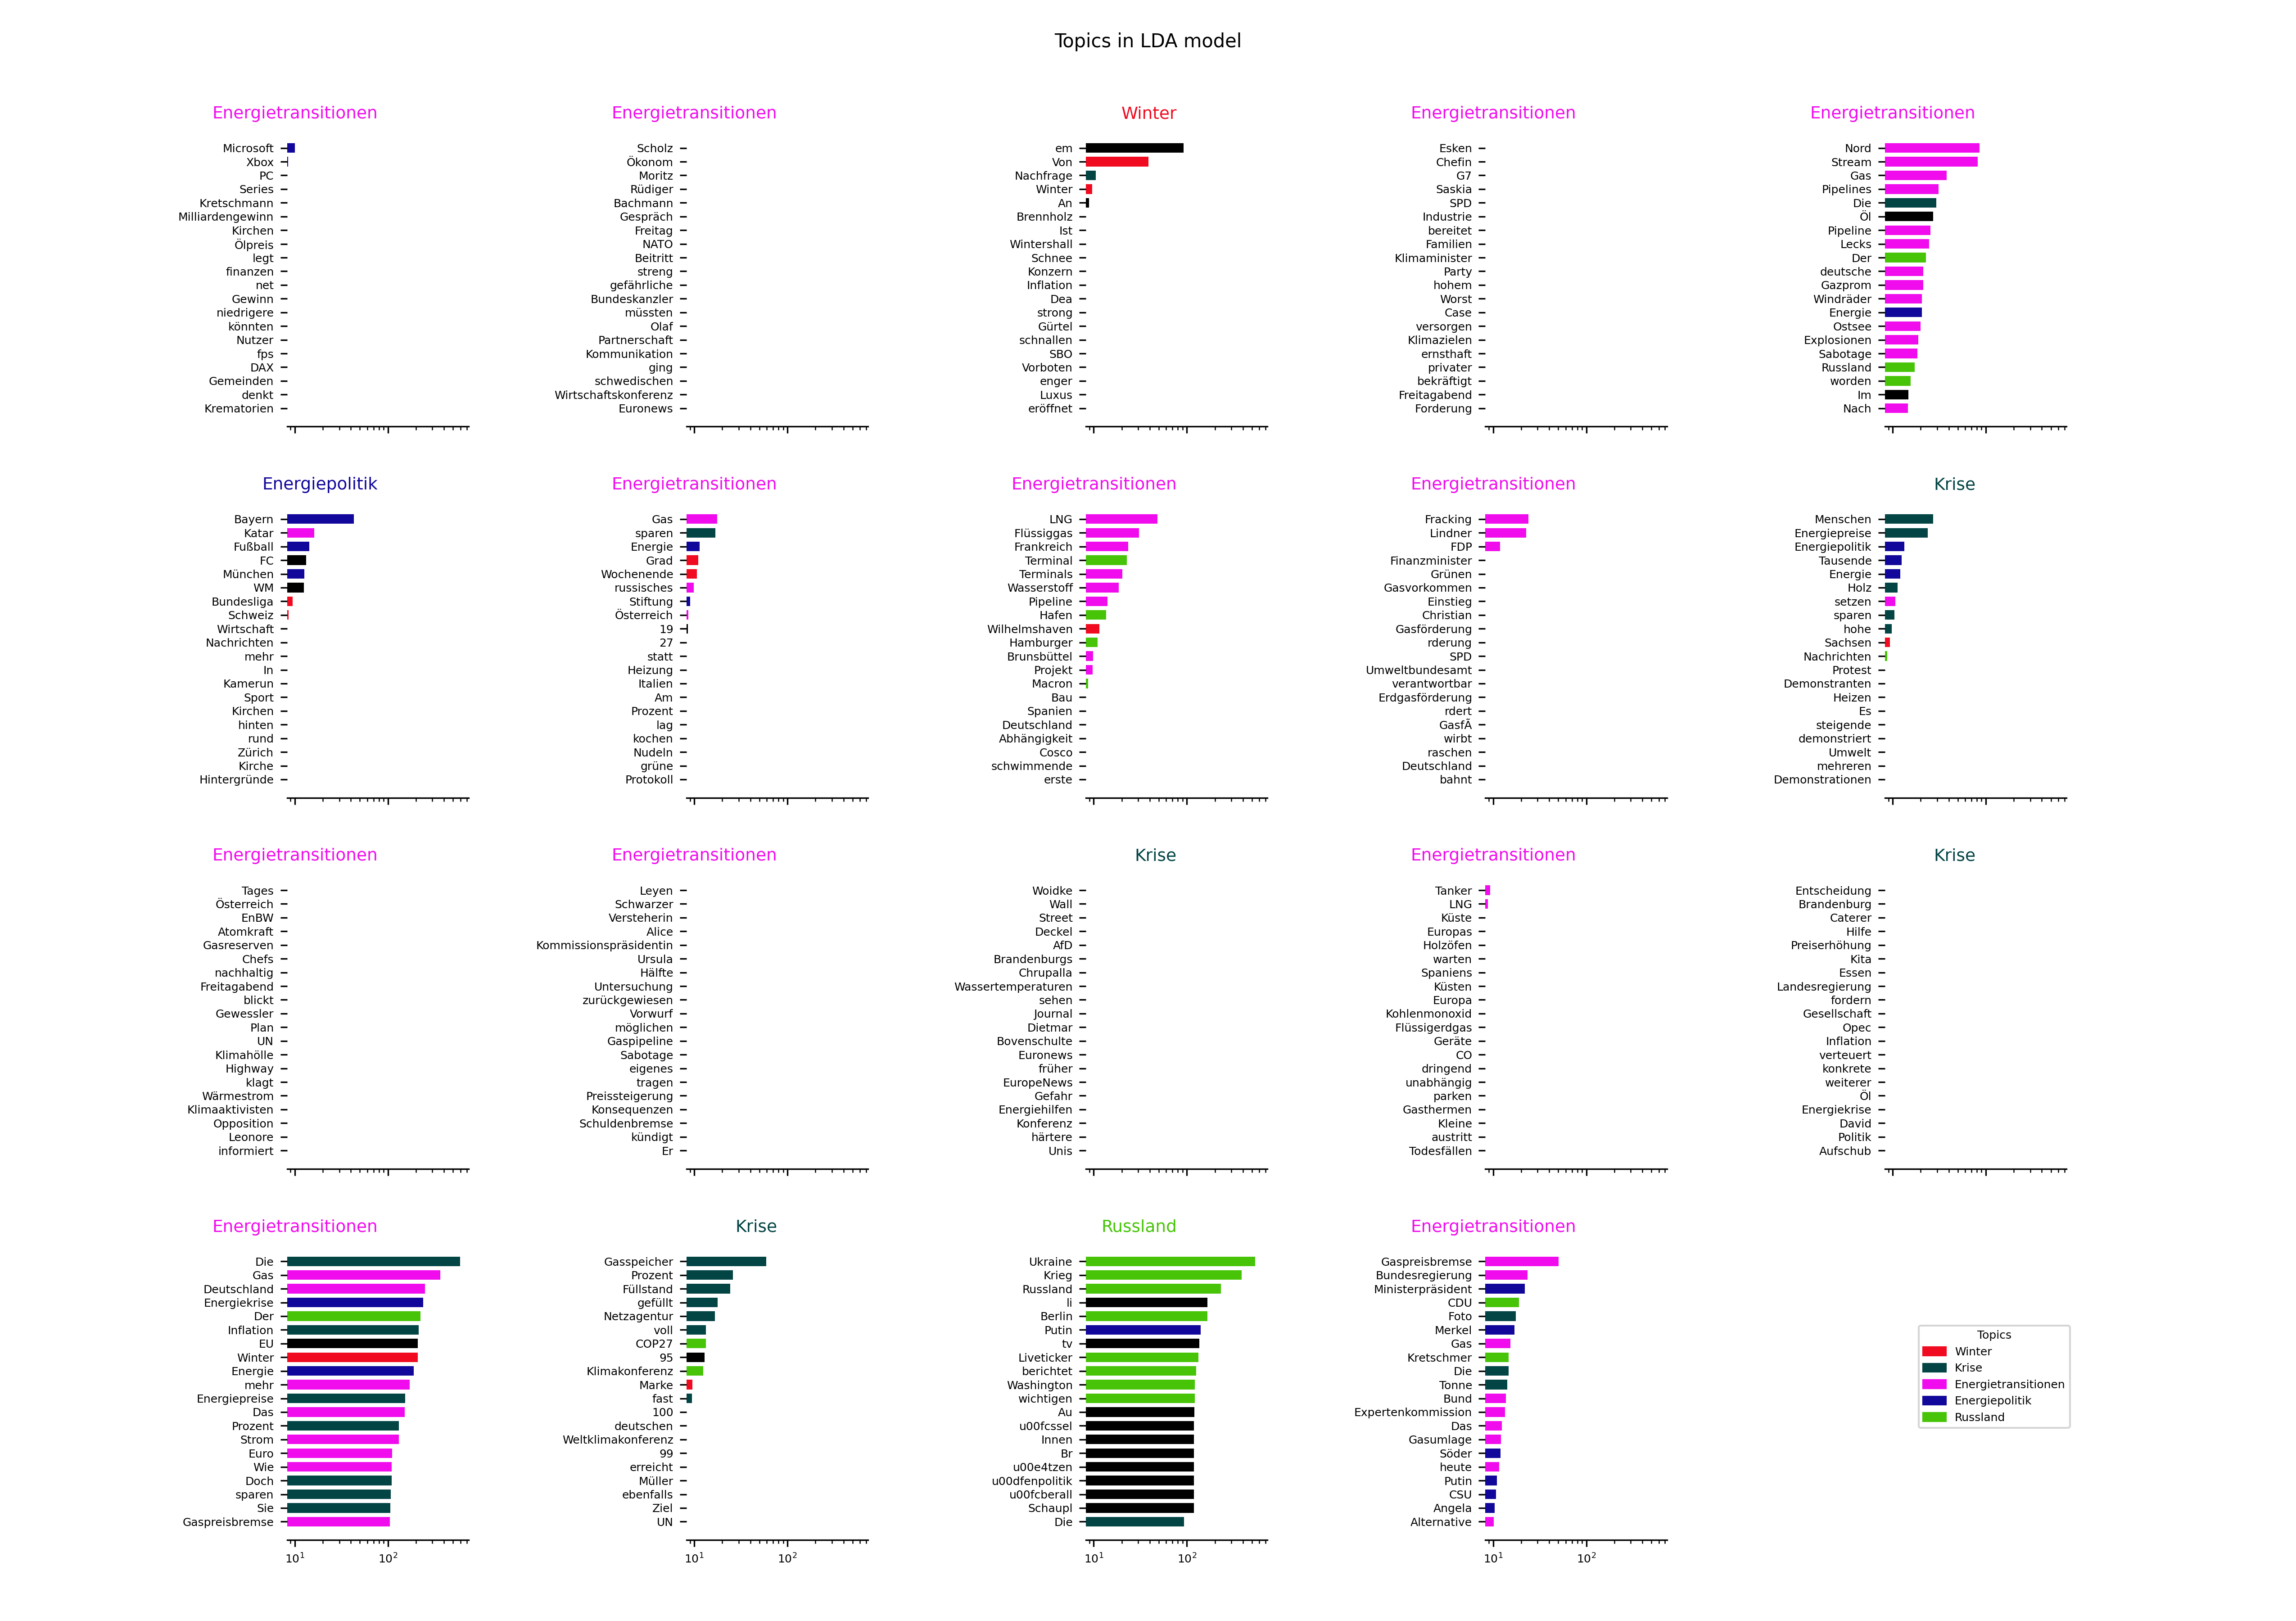 Topics in LDA model
Energietransitionen
Microsoft
Xbox
PC
Series
Kretschmann
Milliardengewinn
Kirchen
Ölpreis
legt
finanzen
net
Gewinn
niedrigere
könnten
Nutzer
fps
DAX
Gemeinden
denkt
Krematorien
Energietransitionen
Scholz
Ökonom
Moritz
Rüdiger
Bachmann
Gespräch
Freitag
NATO
Beitritt
streng
gefährliche
Bundeskanzler
müssten
Olaf
Partnerschaft
Kommunikation
ging
schwedischen
Wirtschaftskonferenz
Euronews
Winter
em
Von
Nachfrage
Winter
An
Brennholz
Ist
Wintershall
Schnee
Konzern
Inflation
Dea
strong
Gürtel
schnallen
SBO
Vorboten
enger
Luxus
eröffnet
Energietransitionen
Esken
Chefin
G7
Saskia
SPD
Industrie
bereitet
Familien
Klimaminister
Party
hohem
Worst
Case
versorgen
Klimazielen
ernsthaft
privater
bekräftigt
Freitagabend
Forderung
Energietransitionen
Nord
Stream
Gas
Pipelines
Die
Öl
Pipeline
Lecks
Der
deutsche
Gazprom
Windräder
Energie
Ostsee
Explosionen
Sabotage
Russland
worden
Im
Nach
Energiepolitik
Bayern
Katar
Fußball
FC
München
WM
Bundesliga
Schweiz
Wirtschaft
Nachrichten
mehr
In
Kamerun
Sport
Kirchen
hinten
rund
Zürich
Kirche
Hintergründe
Energietransitionen
Gas
sparen
Energie
Grad
Wochenende
russisches
Stiftung
Österreich
19
27
statt
Heizung
Italien
Am
Prozent
lag
kochen
Nudeln
grüne
Protokoll
Energietransitionen
LNG
Flüssiggas
Frankreich
Terminal
Terminals
Wasserstoff
Pipeline
Hafen
Wilhelmshaven
Hamburger
Brunsbüttel
Projekt
Macron
Bau
Spanien
Deutschland
Abhängigkeit
Cosco
schwimmende
erste
Energietransitionen
Fracking
Lindner
FDP
Finanzminister
Grünen
Gasvorkommen
Einstieg
Christian
Gasförderung
rderung
SPD
Umweltbundesamt
verantwortbar
Erdgasförderung
rdert
GasfÃ
wirbt
raschen
Deutschland
bahnt
Krise
Menschen
Energiepreise
Energiepolitik
Tausende
Energie
Holz
setzen
sparen
hohe
Sachsen
Nachrichten
Protest
Demonstranten
Heizen
Es
steigende
demonstriert
Umwelt
mehreren
Demonstrationen
Energietransitionen
Tages
Österreich
EnBW
Atomkraft
Gasreserven
Chefs
nachhaltig
Freitagabend
blickt
Gewessler
Plan
UN
Klimahölle
Highway
klagt
Wärmestrom
Klimaaktivisten
Opposition
Leonore
informiert
Energietransitionen
Leyen
Schwarzer
Versteherin
Alice
Kommissionspräsidentin
Ursula
Hälfte
Untersuchung
zurückgewiesen
Vorwurf
möglichen
Gaspipeline
Sabotage
eigenes
tragen
Preissteigerung
Konsequenzen
Schuldenbremse
kündigt
Er
Krise
Woidke
Wall
Street
Deckel
AfD
Brandenburgs
Chrupalla
Wassertemperaturen
sehen
Journal
Dietmar
Bovenschulte
Euronews
früher
EuropeNews
Gefahr
Energiehilfen
Konferenz
härtere
Unis
Energietransitionen
Tanker
LNG
Küste
Europas
Holzöfen
warten
Spaniens
Küsten
Europa
Kohlenmonoxid
Flüssigerdgas
Geräte
CO
dringend
unabhängig
parken
Gasthermen
Kleine
austritt
Todesfällen
Krise
Entscheidung
Brandenburg
Caterer
Hilfe
Preiserhöhung
Kita
Essen
Landesregierung
fordern
Gesellschaft
Opec
Inflation
verteuert
konkrete
weiterer
Öl
Energiekrise
David
Politik
Aufschub
Energietransitionen
Die
Gas
Deutschland
Energiekrise
Der
Inflation
EU
Winter
Energie
mehr
Energiepreise
Das
Prozent
Strom
Euro
Wie
Doch
sparen
Sie
Gaspreisbremse
10¹ 10²
Krise
Gasspeicher
Prozent
Füllstand
gefüllt
Netzagentur
voll
COP27
95
Klimakonferenz
Marke
fast
100
deutschen
Weltklimakonferenz
99
erreicht
Müller
ebenfalls
Ziel
UN
10¹ 10²
Russland
Ukraine
Krieg
Russland
li
Berlin
Putin
tv
Liveticker
berichtet
Washington
wichtigen
Au
u00fcssel
Innen
Br
u00e4tzen
u00dfenpolitik
u00fcberall
Schaupl
Die
10¹ 10²
Energietransitionen
Gaspreisbremse
Bundesregierung
Ministerpräsident
CDU
Foto
Merkel
Gas
Kretschmer
Die
Tonne
Bund
Expertenkommission
Das
Gasumlage
Söder
heute
Putin
CSU
Angela
Alternative
10¹ 10²
Topics
Winter
Krise
Energietransitionen
Energiepolitik
Russland